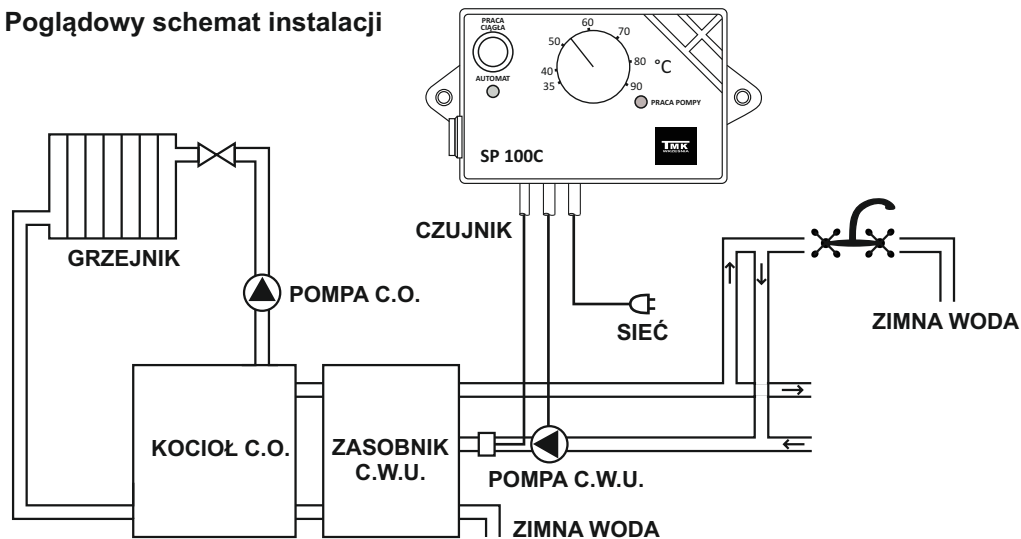 Poglądowy schemat instalacji
PRACA
CIĄGŁA
AUTOMAT
35
40
50
60
70
80
90
°C
PRACA POMPY
SP 100C
TMK
WRZEŚNIA
CZUJNIK
SIEĆ
GRZEJNIK
POMPA C.O.
ZIMNA WODA
KOCIOŁ C.O.
ZASOBNIK
C.W.U.
POMPA C.W.U.
ZIMNA WODA